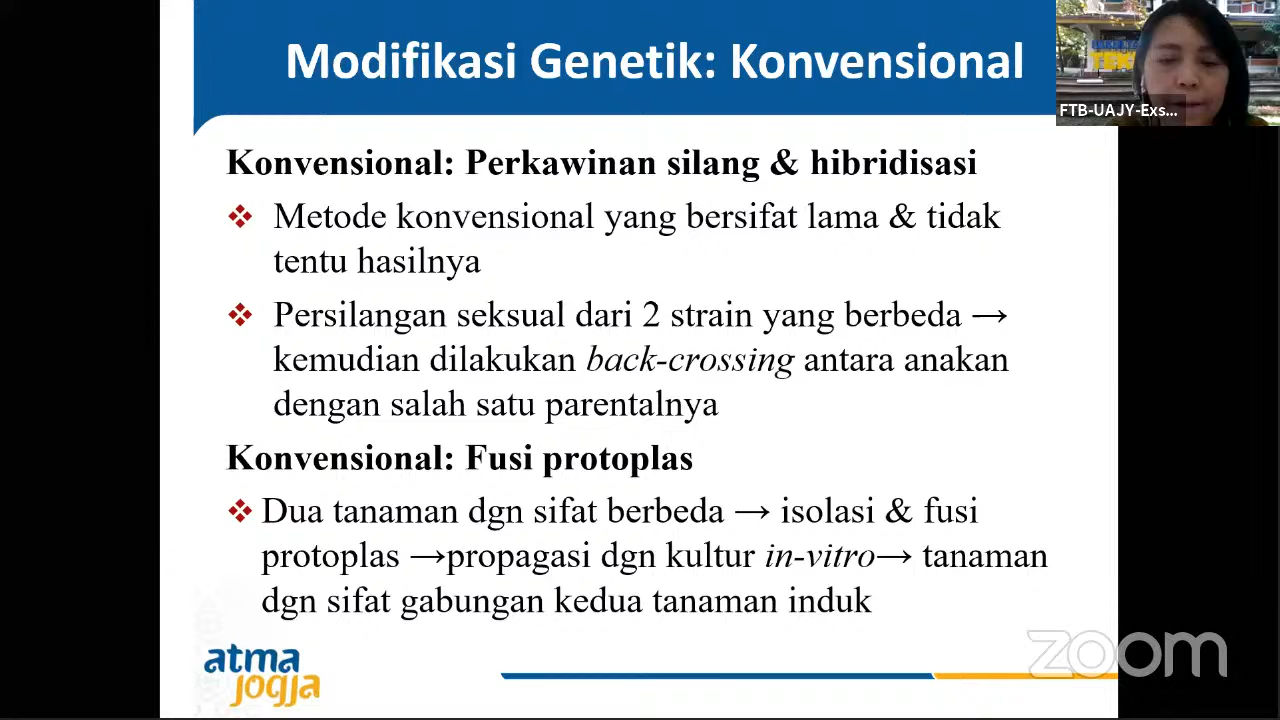 Modifikasi Genetik: Konvensional
FTB-UAJY-Exs...
Konvensional: Perkawinan silang & hibridisasi
❖ Metode konvensional yang bersifat lama & tidak
tentu hasilnya
❖ Persilangan seksual dari 2 strain yang berbeda →
kemudian dilakukan back-crossing antara anakan
dengan salah satu parentalnya
Konvensional: Fusi protoplas
❖ Dua tanaman dgn sifat berbeda → isolasi & fusi
protoplas →propagasi dgn kultur in-vitro→ tanaman
dgn sifat gabungan kedua tanaman induk
atma
jogja
zoom